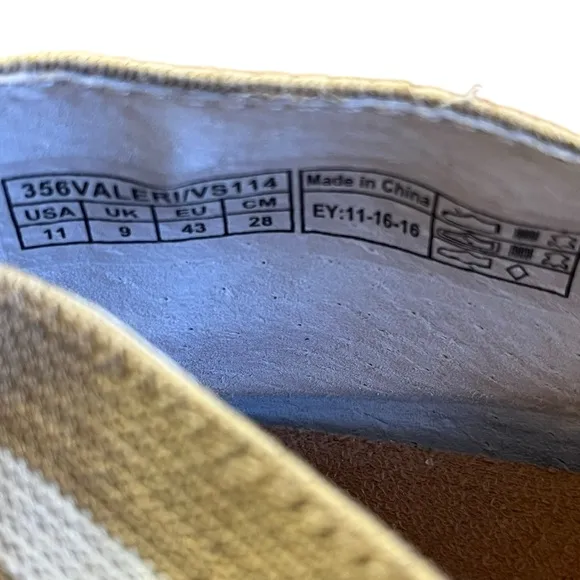 356VALERI/VS114
USA UK EU CM
11 9 43 28
Made in China
EY:11-16-16